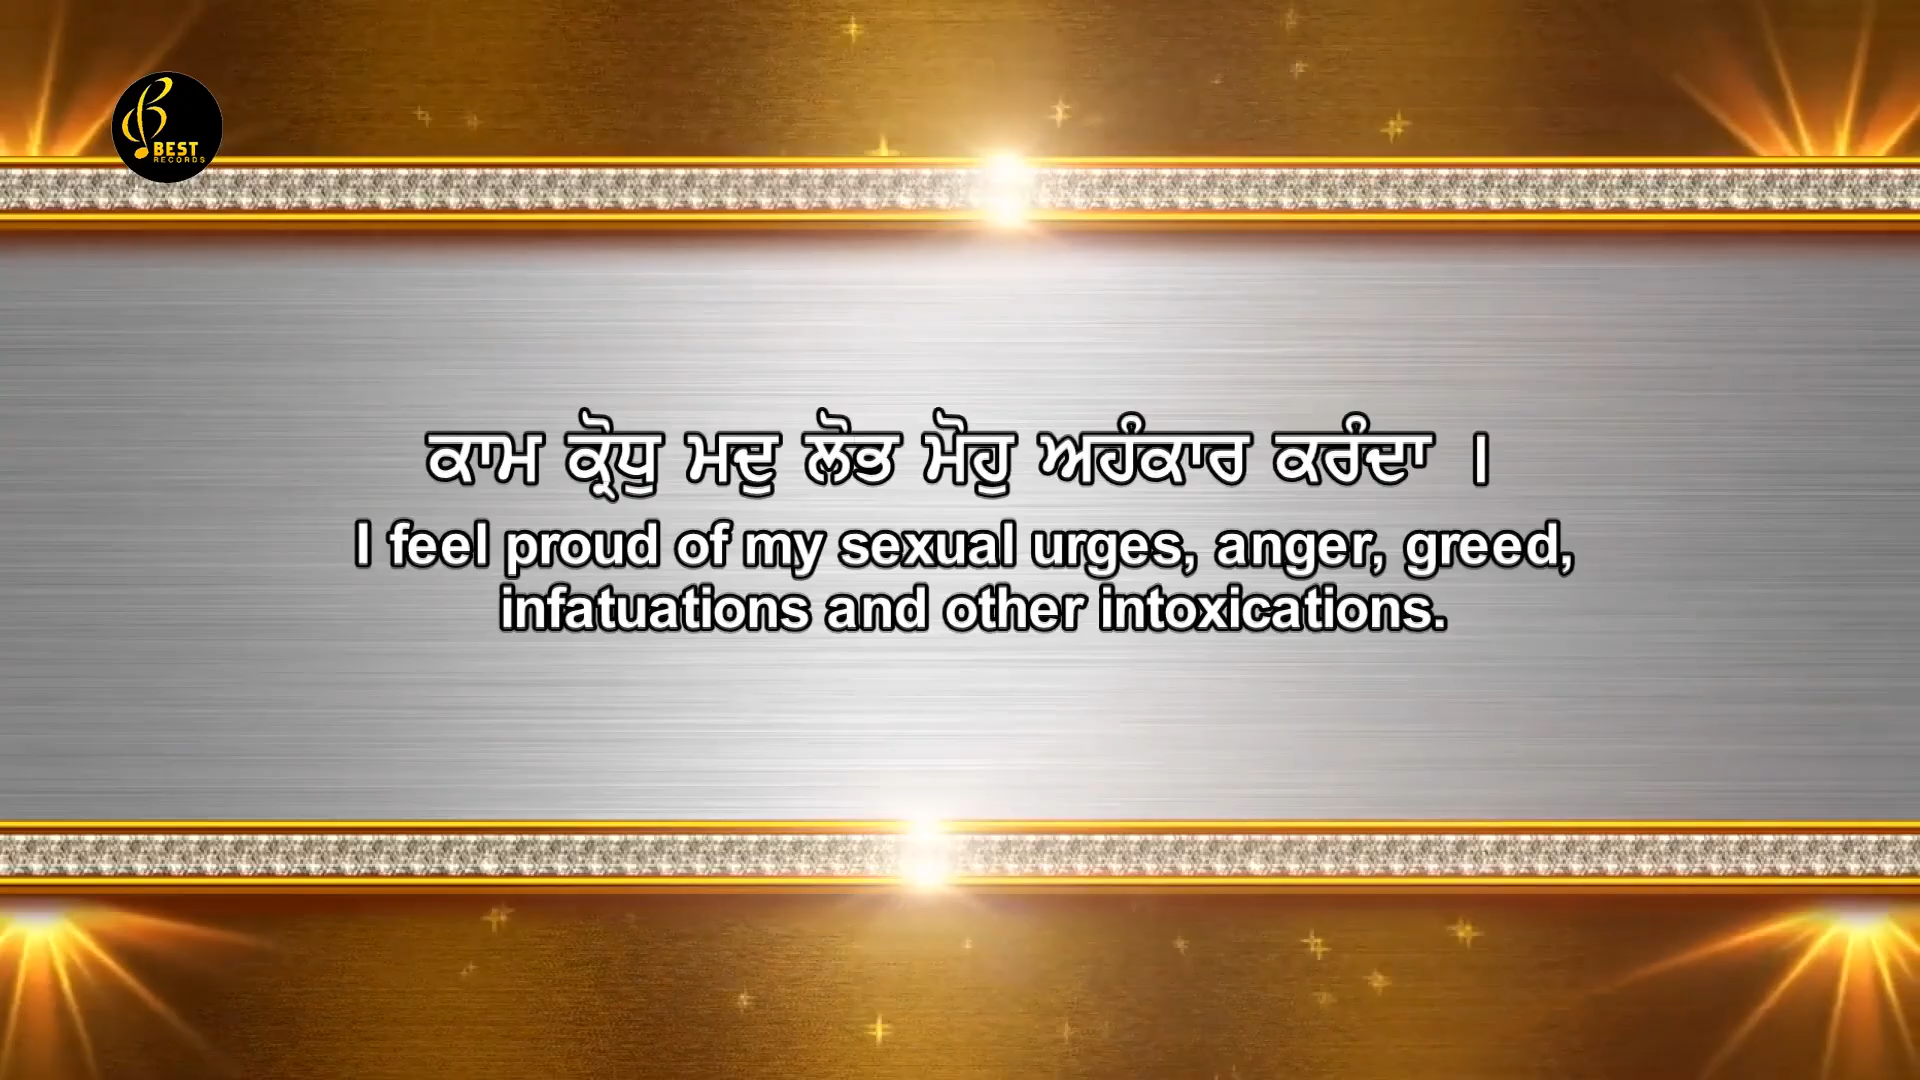 BEST
RECORDS
ਕਾਮ ਕ੍ਰੋਧੁ ਮਦੁ ਲੋਭ ਮੋਹੁ ਅਹੰਕਾਰ ਕਰੰਦਾ ।
I feel proud of my sexual urges, anger, greed,
infatuations and other intoxications.